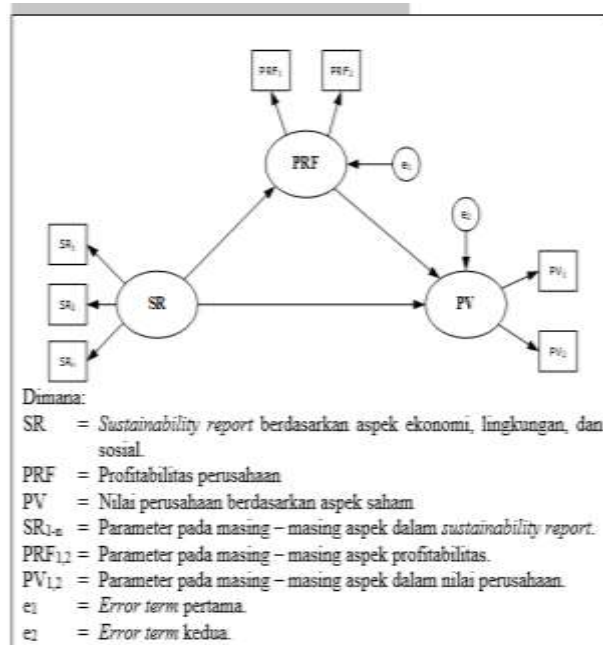 PRF₁ PRF₂
PRF
e₁
e₂
SR₁
SR₂
SRₙ
SR
PV
PV₁
PV₂
Dimana:
SR = Sustainability report berdasarkan aspek ekonomi, lingkungan, dan
sosial.
PRF = Profitabilitas perusahaan
PV = Nilai perusahaan berdasarkan aspek saham
SR₁₋ₙ = Parameter pada masing – masing aspek dalam sustainability report.
PRF₁,₂ = Parameter pada masing – masing aspek profitabilitas.
PV₁,₂ = Parameter pada masing – masing aspek dalam nilai perusahaan.
e₁ = Error term pertama.
e₂ = Error term kedua.